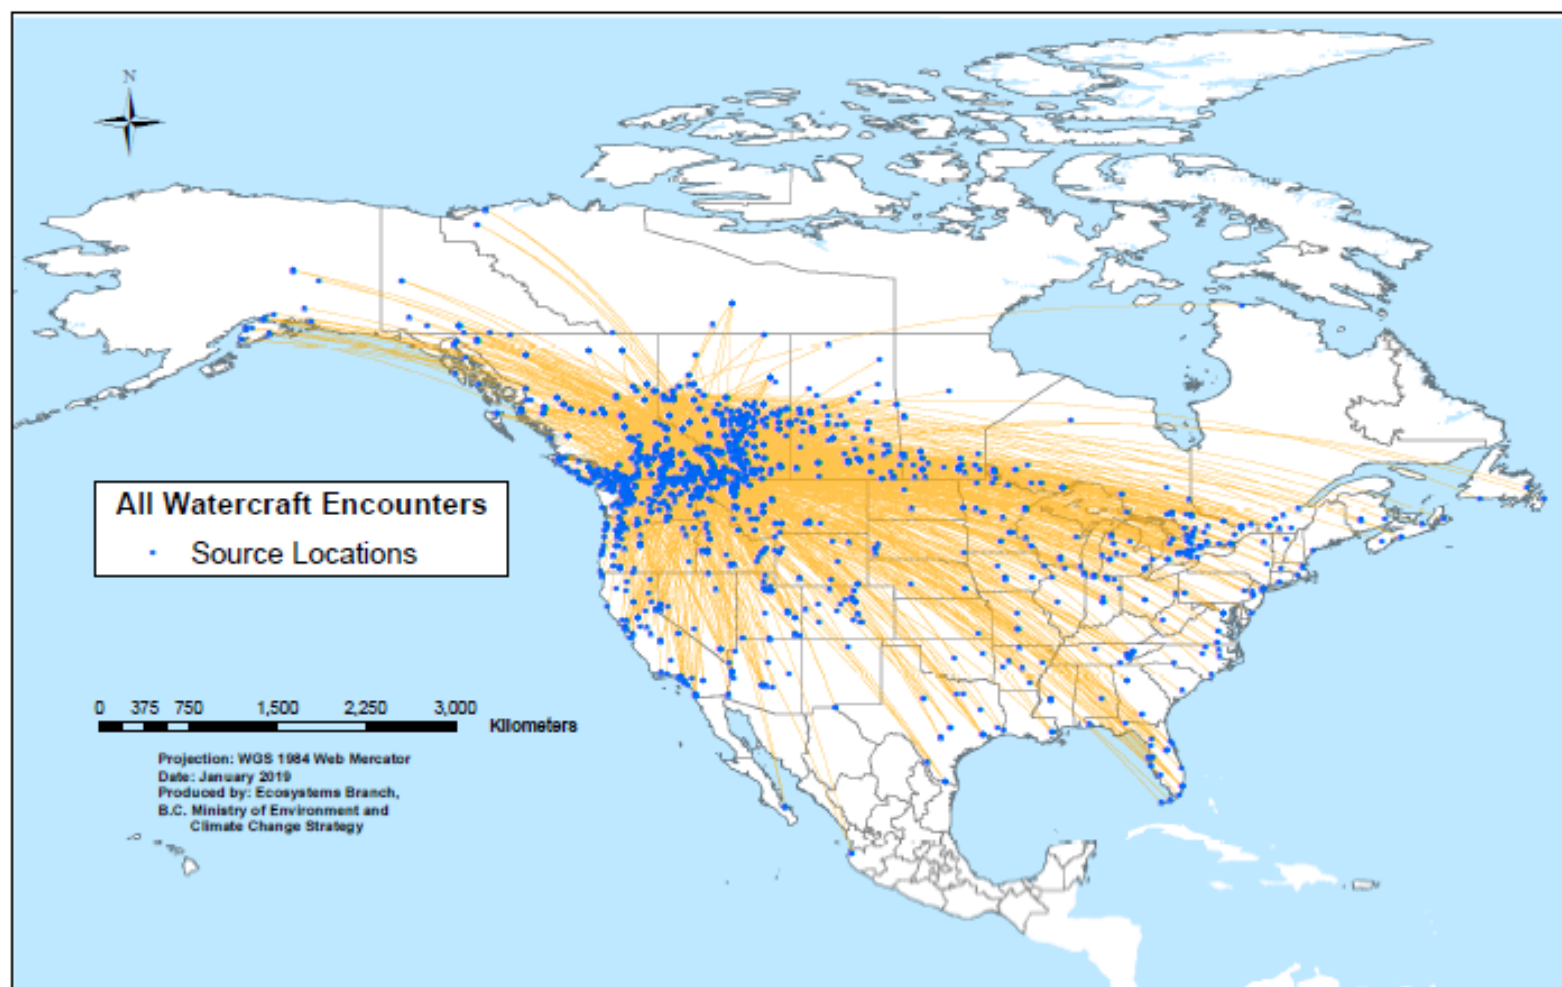 N
All Watercraft Encounters
Source Locations
0 375 750 1,500 2,250 3,000
Kilometers
Projection: WGS 1984 Web Mercator
Date: January 2019
Produced by: Ecosystems Branch,
B.C. Ministry of Environment and
Climate Change Strategy